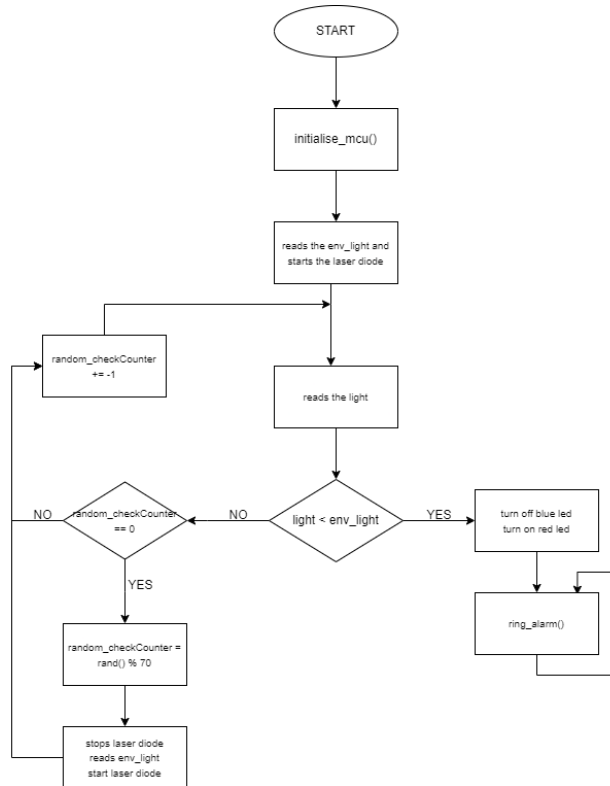 START
initialise_mcu()
reads the env_light and
starts the laser diode
random_checkCounter
+= -1
reads the light
NO
random_checkCounter
== 0
NO
light < env_light
YES
turn off blue led
turn on red led
YES
ring_alarm()
random_checkCounter =
rand() % 70
stops laser diode
reads env_light
start laser diode